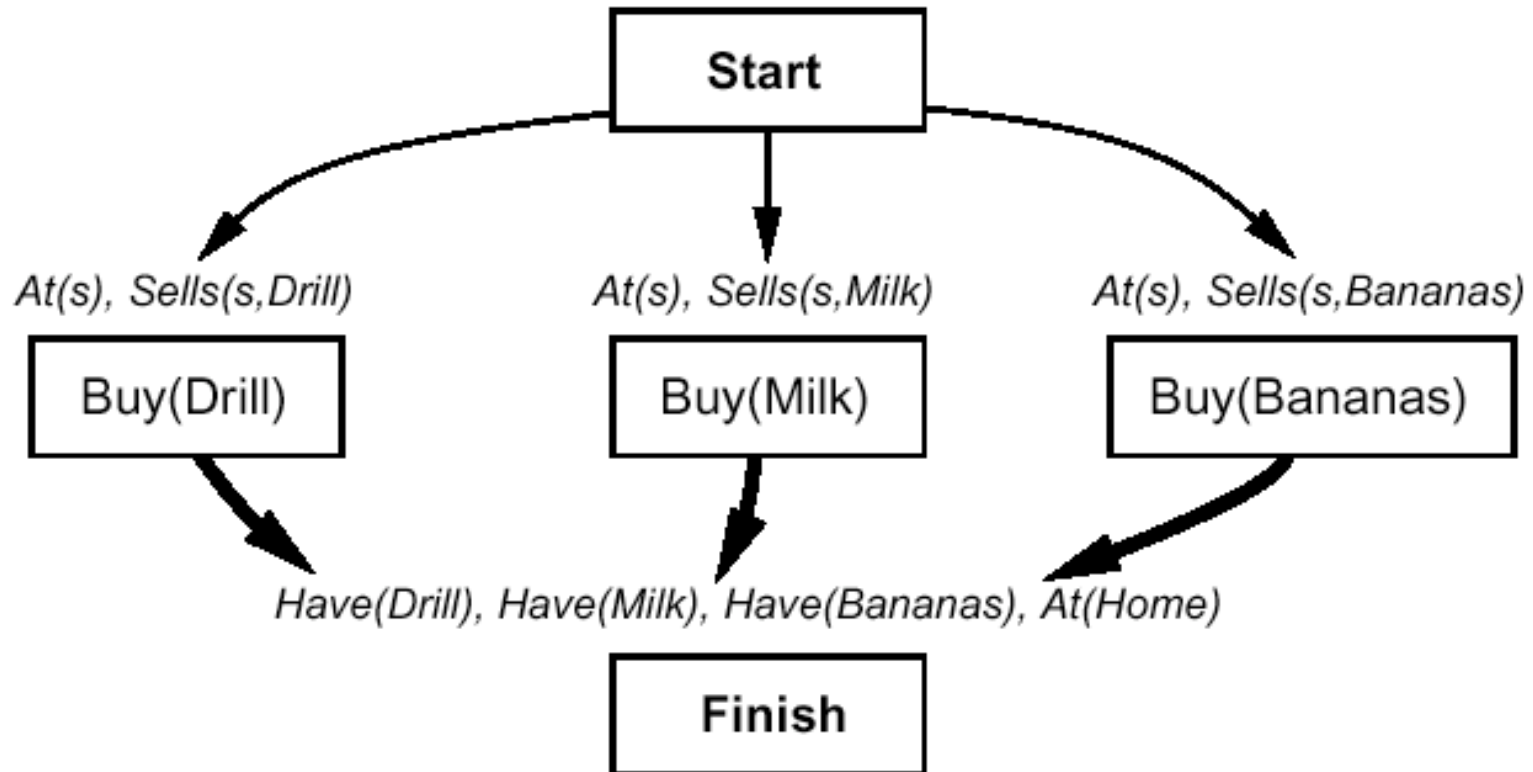 Start
At(s), Sells(s,Drill)
At(s), Sells(s,Milk)
At(s), Sells(s,Bananas)
Buy(Drill)
Buy(Milk)
Buy(Bananas)
Have(Drill), Have(Milk), Have(Bananas), At(Home)
Finish